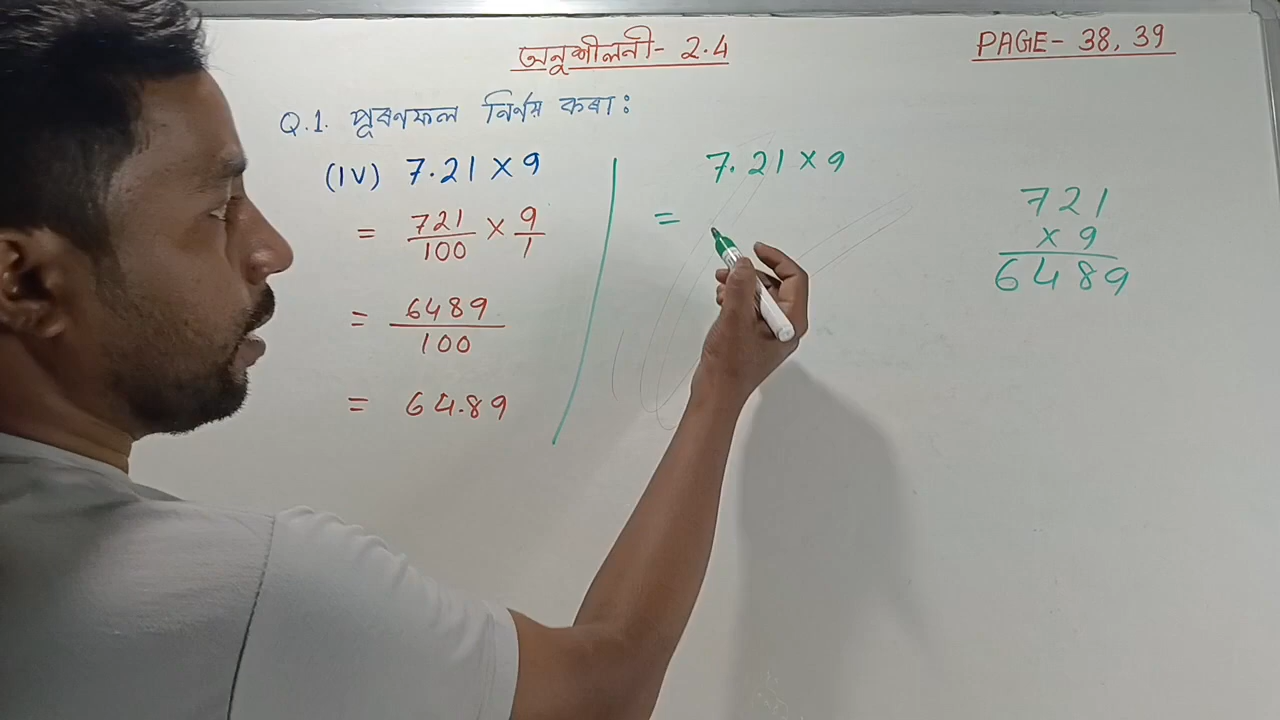 অনুশীলনী- 2.4
PAGE- 38, 39
Q.1. পূৰণফল নিৰ্ণয় কৰা :
(IV) 7.21 × 9
= 721/100 × 9/1
= 6489/100
= 64.89
7.21 × 9
=
721
× 9
6489